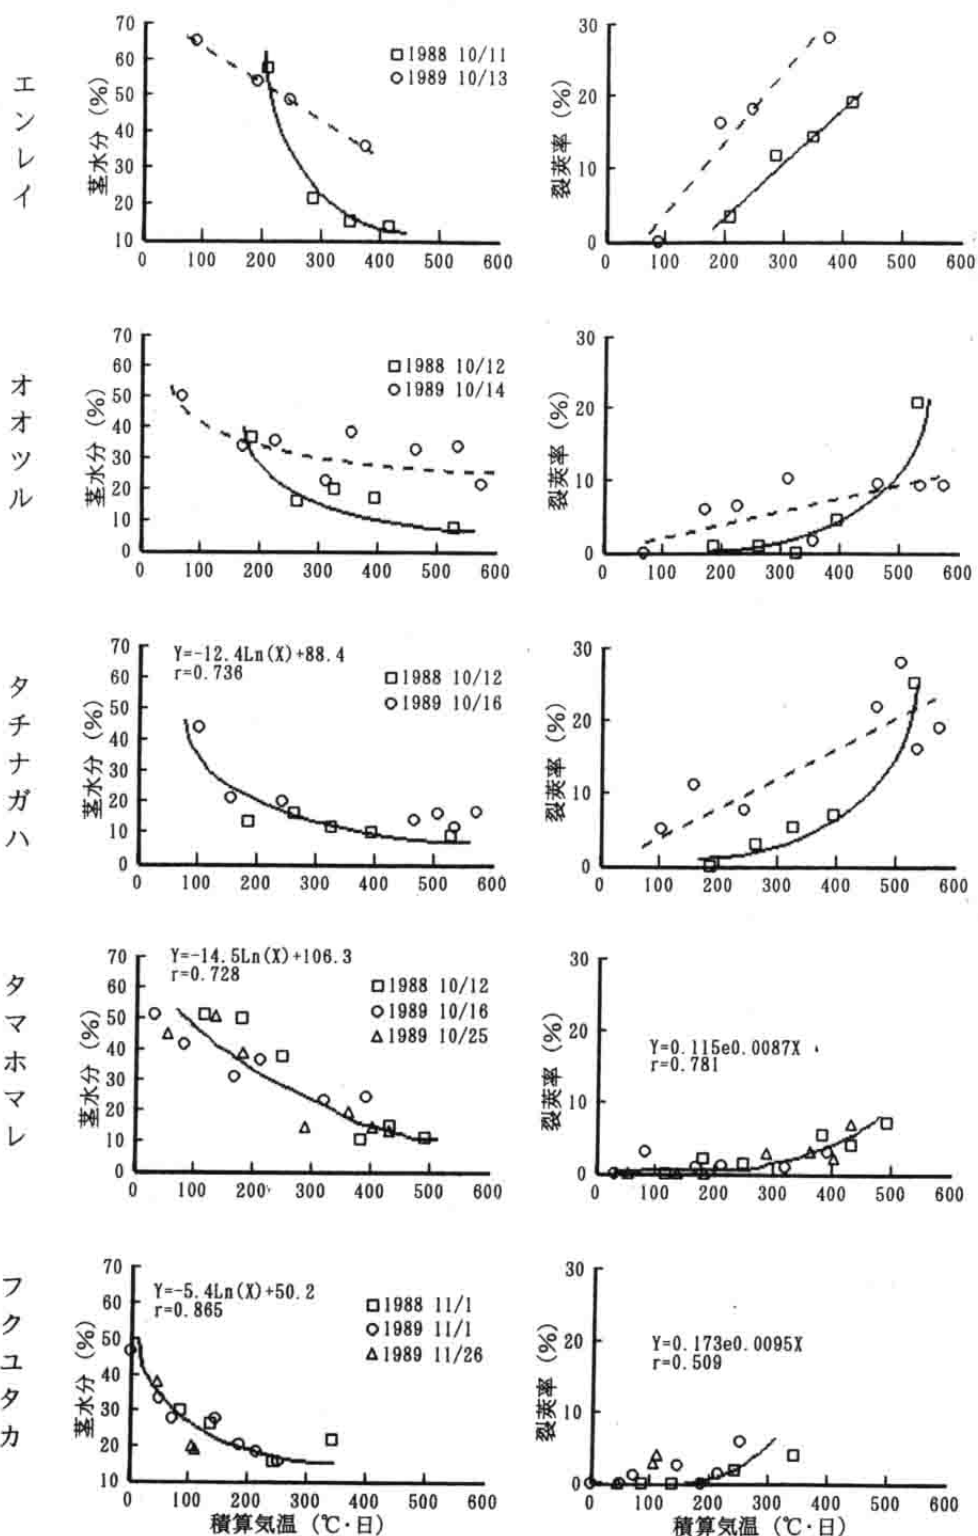 エンレイ
茎水分 (%)
70
60
50
40
30
20
10
0 100 200 300 400 500 600
□1988 10/11
○1989 10/13
裂莢率 (%)
30
20
10
0
0 100 200 300 400 500 600
オオツル
茎水分 (%)
70
60
50
40
30
20
10
0
0 100 200 300 400 500 600
□1988 10/12
○1989 10/14
裂莢率 (%)
30
20
10
0
0 100 200 300 400 500 600
タチナガハ
茎水分 (%)
70
60
50
40
30
20
10
0
0 100 200 300 400 500 600
Y=-12.4Ln(X)+88.4
r=0.736
□1988 10/12
○1989 10/16
裂莢率 (%)
30
20
10
0
0 100 200 300 400 500 600
タマホマレ
茎水分 (%)
70
60
50
40
30
20
10
0
0 100 200 300 400 500 600
Y=-14.5Ln(X)+106.3
r=0.728
□1988 10/12
○1989 10/16
△1989 10/25
裂莢率 (%)
30
20
10
0
0 100 200 300 400 500 600
Y=0.115e0.0087X
r=0.781
フクユタカ
茎水分 (%)
70
60
50
40
30
20
10
0 100 200 300 400 500 600
Y=-5.4Ln(X)+50.2
r=0.865
□1988 11/1
○1989 11/1
△1989 11/26
積算気温 (℃・日)
裂莢率 (%)
30
20
10
0
0 100 200 300 400 500 600
Y=0.173e0.0095X
r=0.509
積算気温 (℃・日)